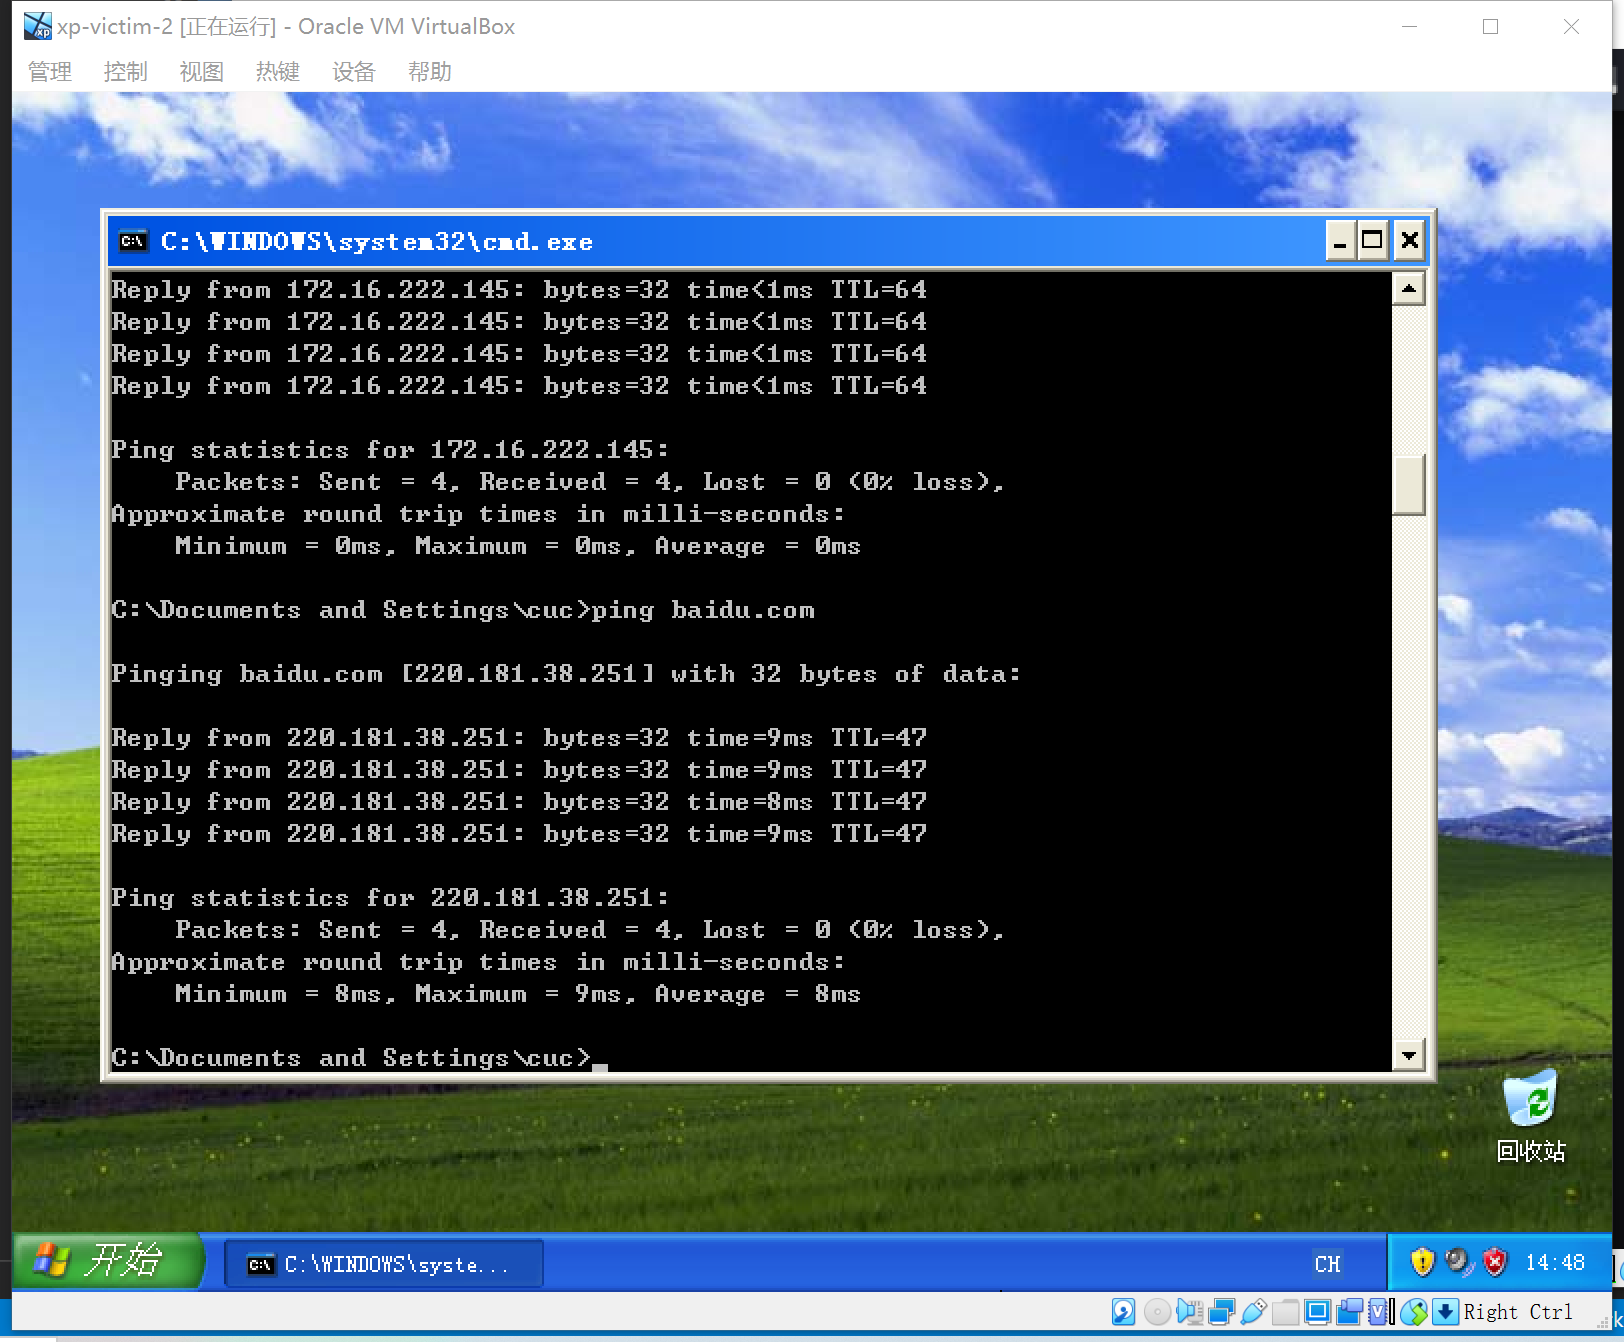 xp-victim-2 [正在运行] - Oracle VM VirtualBox
管理 控制 视图 热键 设备 帮助
C:\WINDOWS\system32\cmd.exe
Reply from 172.16.222.145: bytes=32 time<1ms TTL=64
Reply from 172.16.222.145: bytes=32 time<1ms TTL=64
Reply from 172.16.222.145: bytes=32 time<1ms TTL=64
Reply from 172.16.222.145: bytes=32 time<1ms TTL=64
Ping statistics for 172.16.222.145:
Packets: Sent = 4, Received = 4, Lost = 0 (0% loss),
Approximate round trip times in milli-seconds:
Minimum = 0ms, Maximum = 0ms, Average = 0ms
C:\Documents and Settings\cuc>ping baidu.com
Pinging baidu.com [220.181.38.251] with 32 bytes of data:
Reply from 220.181.38.251: bytes=32 time=9ms TTL=47
Reply from 220.181.38.251: bytes=32 time=9ms TTL=47
Reply from 220.181.38.251: bytes=32 time=8ms TTL=47
Reply from 220.181.38.251: bytes=32 time=9ms TTL=47
Ping statistics for 220.181.38.251:
Packets: Sent = 4, Received = 4, Lost = 0 (0% loss),
Approximate round trip times in milli-seconds:
Minimum = 8ms, Maximum = 9ms, Average = 8ms
C:\Documents and Settings\cuc>
回收站
开始 C:\WINDOWS\syste... CH 14:48
Right Ctrl